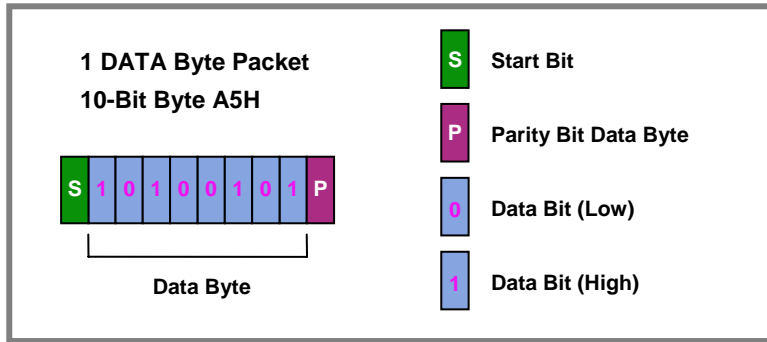 1 DATA Byte Packet
10-Bit Byte A5H
S 1 0 1 0 0 1 0 1 P
Data Byte
S Start Bit
P Parity Bit Data Byte
0 Data Bit (Low)
1 Data Bit (High)